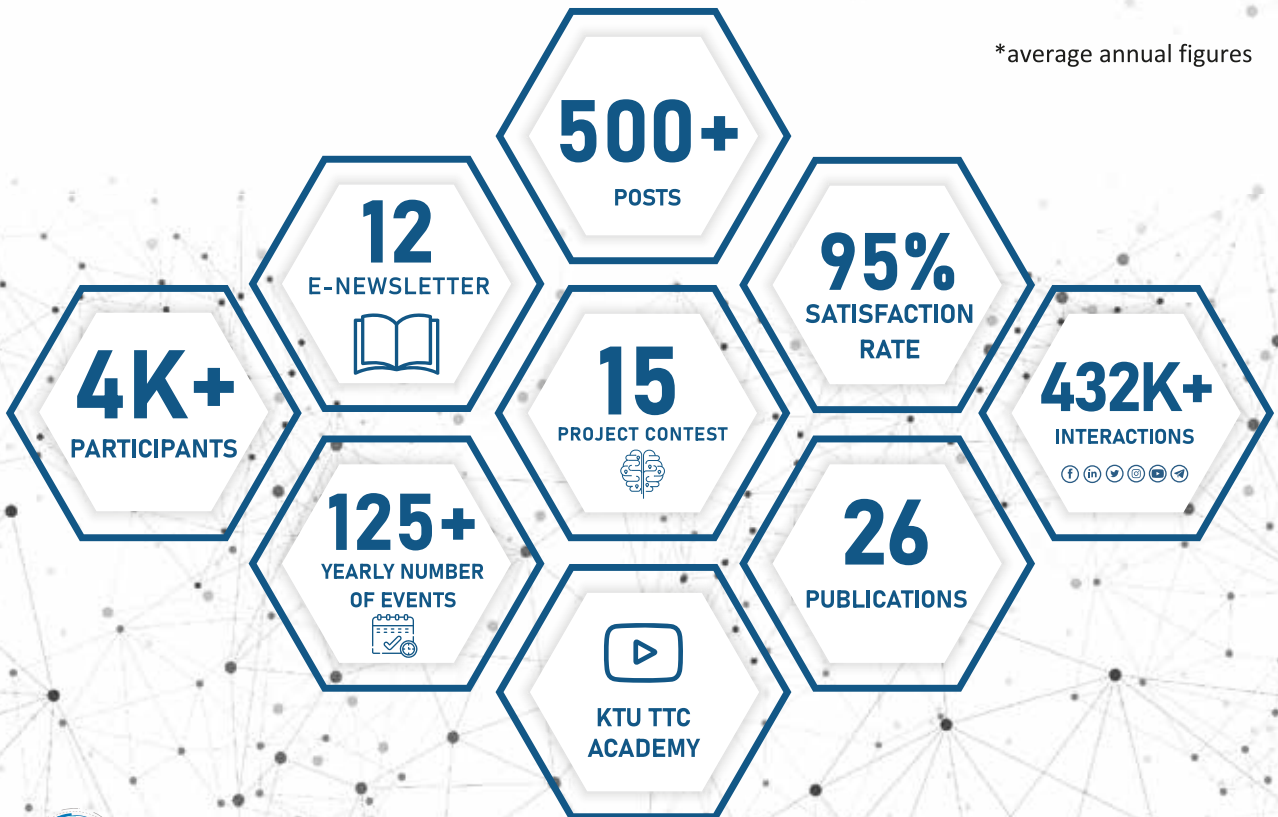 *average annual figures
500+
POSTS
12
E-NEWSLETTER
95%
SATISFACTION
RATE
4K+
PARTICIPANTS
15
PROJECT CONTEST
432K+
INTERACTIONS
125+
YEARLY NUMBER
OF EVENTS
26
PUBLICATIONS
KTU TTC
ACADEMY